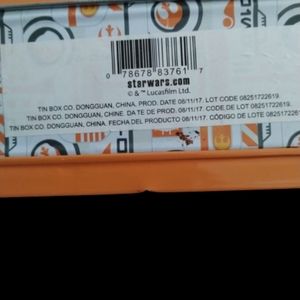 0 78678 83761 7
starwars.com
© & ™ Lucasfilm Ltd.
TIN BOX CO. DONGGUAN, CHINA. PROD. DATE 08/11/17. LOT CODE 08251722619.
TIN BOX CO. DONGGUAN, CHINE. DATE DE PROD. 08/11/17. CODE DE LOT 08251722619.
TIN BOX CO. DONGGUAN, CHINA. FECHA DEL PRODUCTO 08/11/17. CÓDIGO DE LOTE 08251722619.